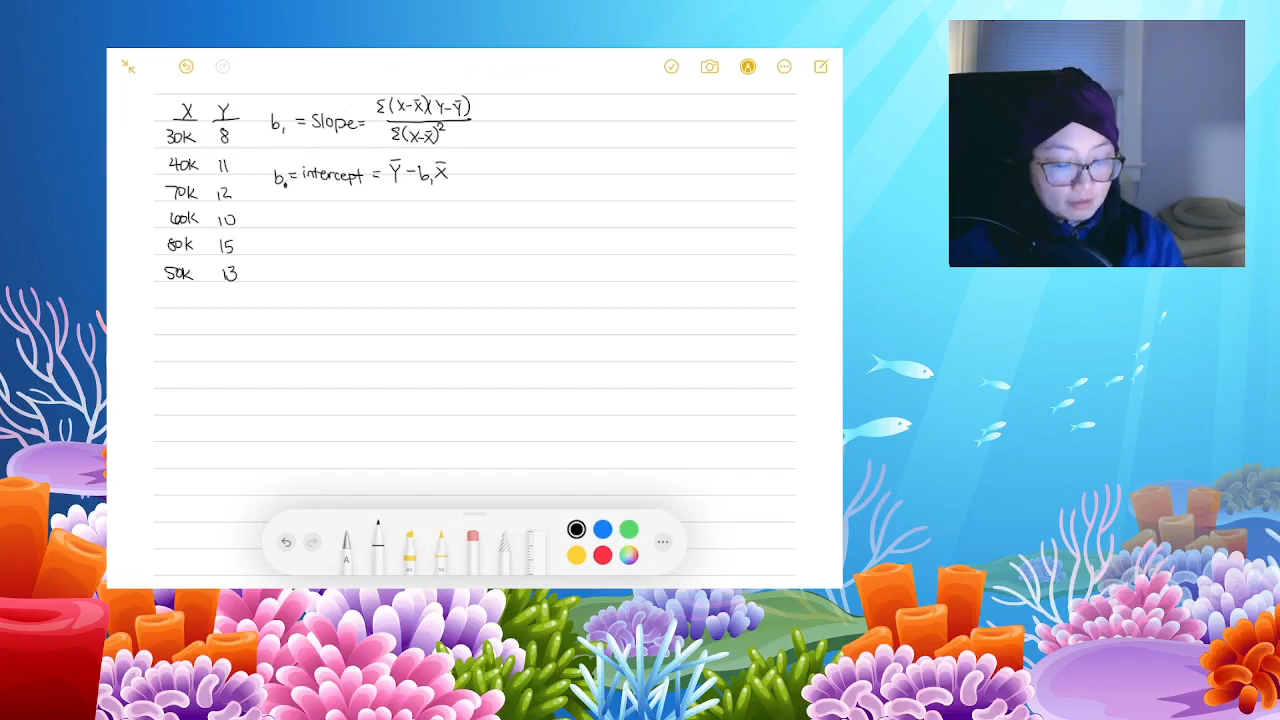 X Y
30K 8
40K 11
70K 12
60K 10
80K 15
50K 13
b₁ = Slope = Σ(X-X̄)(Y-Ȳ) / Σ(X-X̄)²
b₀ = intercept = Ȳ - b₁X̄
A